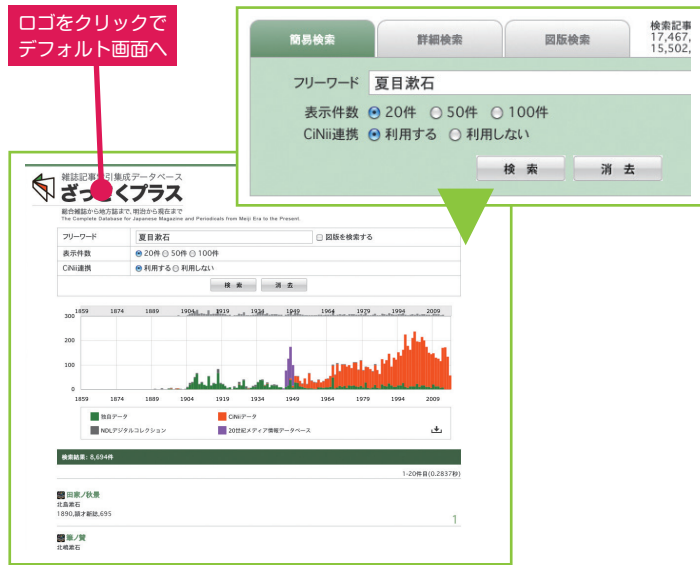 ロゴをクリックで
デフォルト画面へ
簡易検索 詳細検索 図版検索
検索記事
17,467,
15,502,
フリーワード 夏目漱石
表示件数 20件 50件 100件
CiNii連携 利用する 利用しない
検 索 消 去
雑誌記事 引集成データベース
ざっ くプラス
総合雑誌から地方誌まで、明治から現在まで
The Complete Database for Japanese Magazine and Periodicals from Meiji Era to the Present
フリーワード 夏目漱石 図版を検索する
表示件数 20件 50件 100件
CiNii連携 利用する 利用しない
検 索 消 去
1859 1874 1889 1904 1919 1934 1949 1964 1979 1994 2009
300
200
100
0
1859 1874 1889 1904 1919 1934 1949 1964 1979 1994 2009
独自データ CiNiiデータ
NDLデジタルコレクション 20世紀メディア情報データベース
検索結果: 8,694件
1-20件目(0.2837秒)
田家ノ秋景
北島漱石
1890,頴才新誌,695
1
北嶋漱石